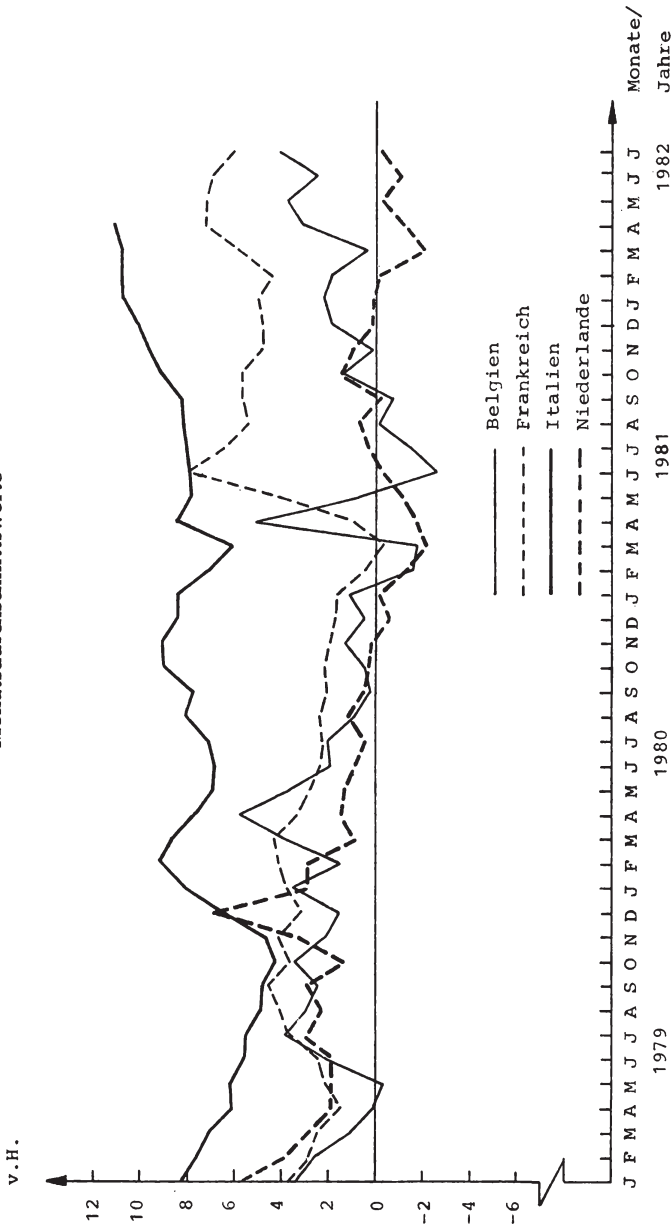 Monatsdurchschnittswerte
v.H.
12
10
8
6
4
2
0
-2
-4
-6
Belgien
Frankreich
Italien
Niederlande
J F M A M J J A S O N D J F M A M J J A S O N D J F M A M J J A S O N D J F M A M J J Monate/
1979 1980 1981 1982 Jahre